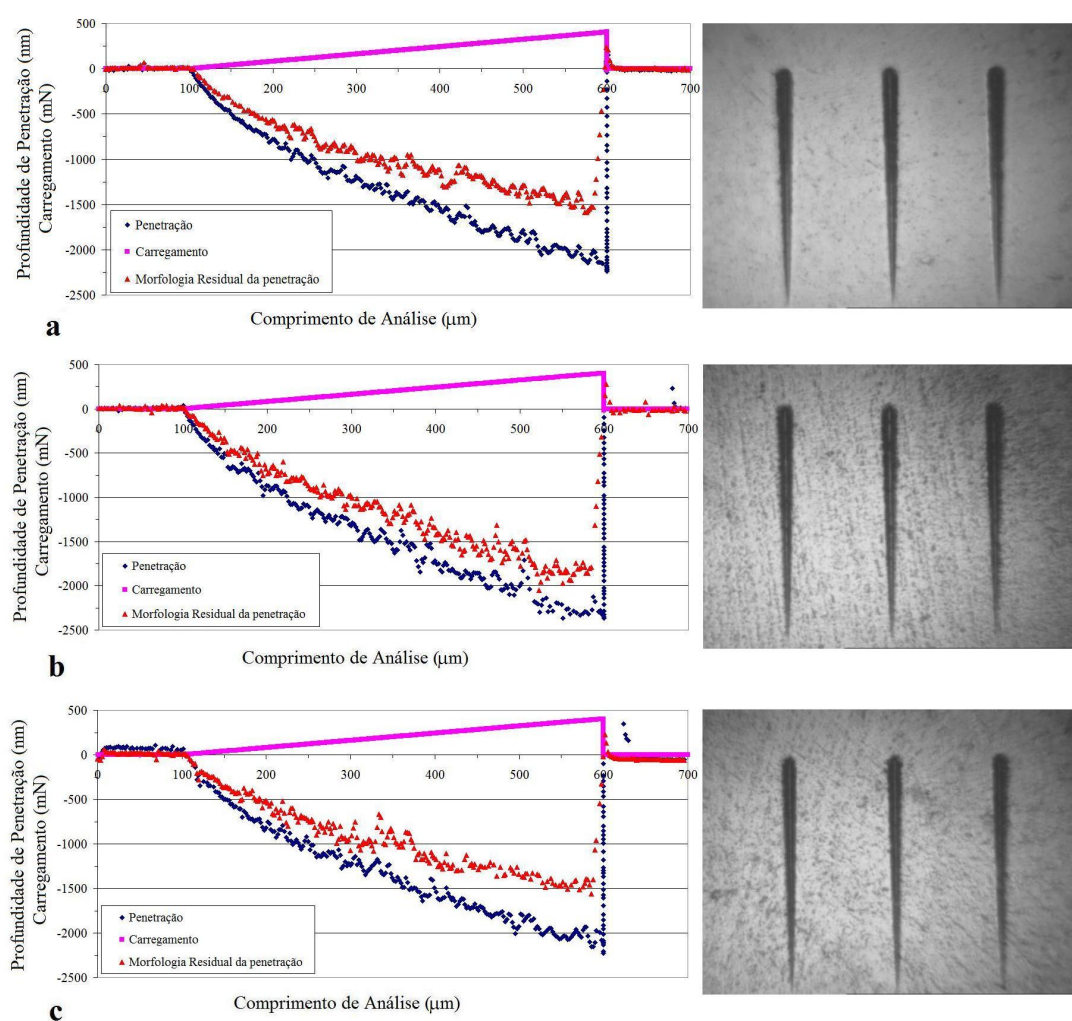 500
0
-500
-1000
-1500
-2000
-2500
0 100 200 300 400 500 600 700
Profundidade de Penetração (nm)
Carregamento (mN)
Penetração
Carregamento
Morfologia Residual da penetração
a
Comprimento de Análise (μm)
500
0
-500
-1000
-1500
-2000
-2500
0 100 200 300 400 500 600 700
Profundidade de Penetração (nm)
Carregamento (mN)
Penetração
Carregamento
Morfologia Residual da penetração
b
Comprimento de Análise (μm)
500
0
-500
-1000
-1500
-2000
-2500
0 100 200 300 400 500 600 700
Profundidade de Penetração (nm)
Carregamento (mN)
Penetração
Carregamento
Morfologia Residual da penetração
c
Comprimento de Análise (μm)